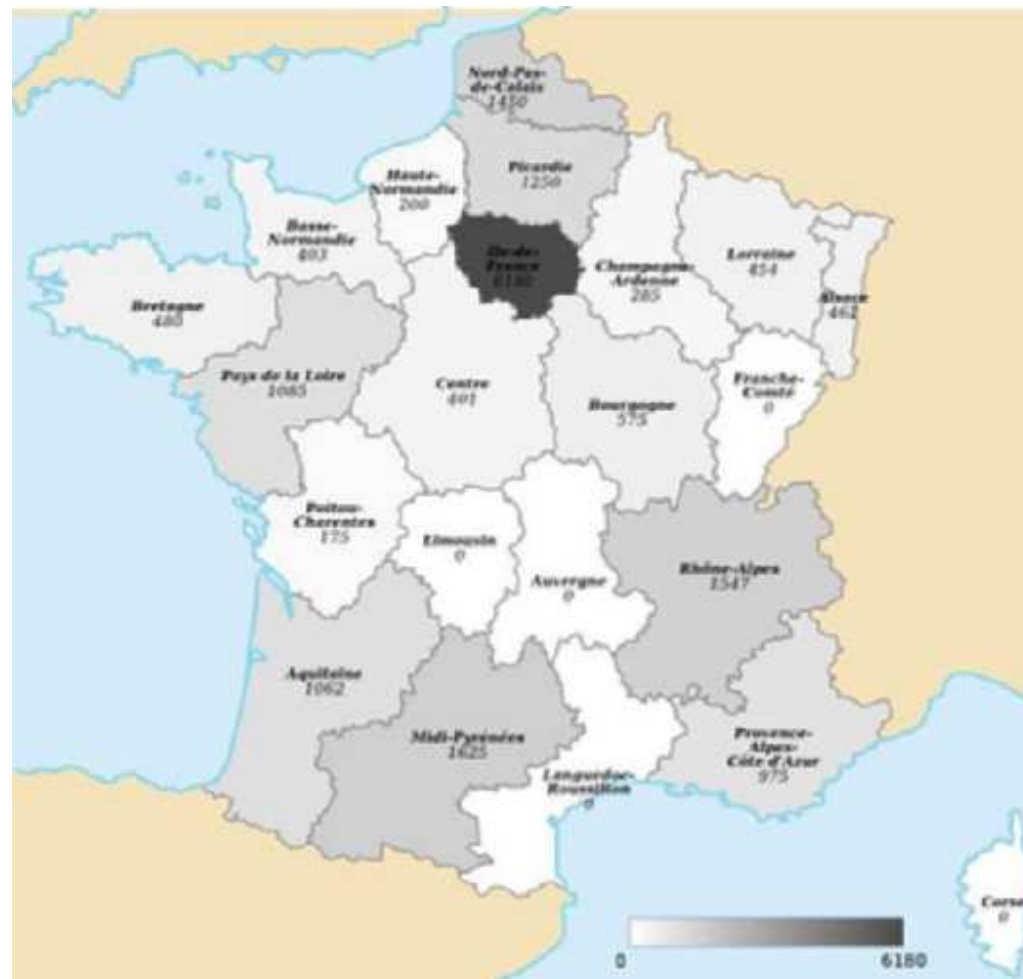 Nord-Pas-
de-Calais
1450
Picardie
1250
Haute-
Normandie
200
Basse-
Normandie
403
Ile-de-
France
6180
Champagne-
Ardenne
285
Lorraine
454
Alsace
462
Bretagne
480
Pays de la Loire
1085
Centre
401
Bourgogne
575
Franche-
Comté
0
Poitou-
Charentes
175
Limousin
0
Auvergne
0
Rhône-Alpes
1547
Aquitaine
1062
Midi-Pyrénées
1625
Languedoc-
Roussillon
0
Provence-
Alpes-
Côte d'Azur
975
Corse
0
0
6180